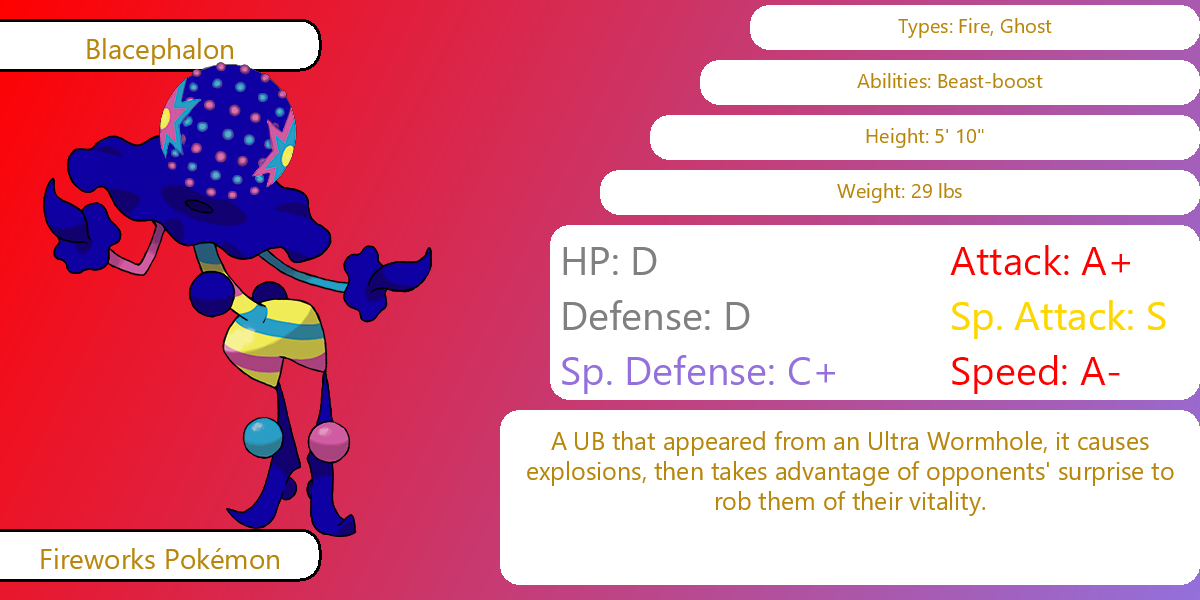 Blacephalon
Types: Fire, Ghost
Abilities: Beast-boost
Height: 5' 10"
Weight: 29 lbs
HP: D
Attack: A+
Defense: D
Sp. Attack: S
Sp. Defense: C+
Speed: A-
A UB that appeared from an Ultra Wormhole, it causes
explosions, then takes advantage of opponents' surprise to
rob them of their vitality.
Fireworks Pokémon